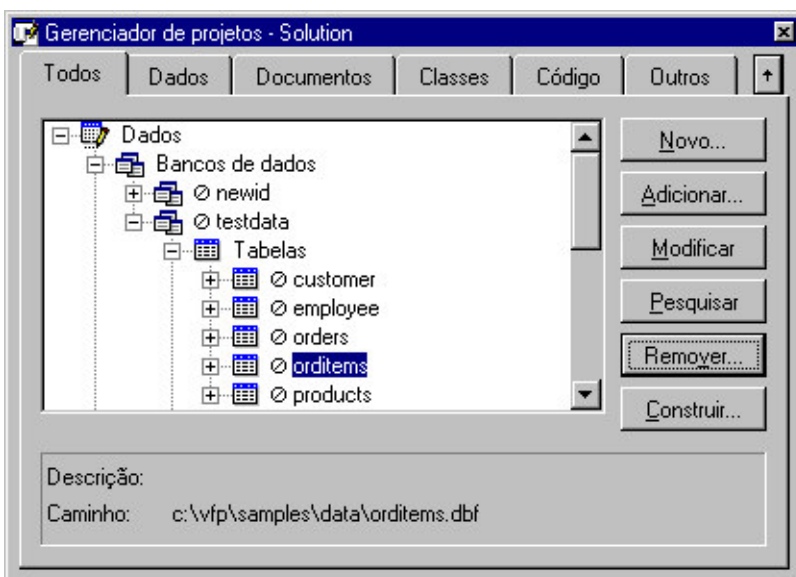 Gerenciador de projetos - Solution
Todos Dados Documentos Classes Código Outros
Dados
Bancos de dados
newid
testdata
Tabelas
customer
employee
orders
orditems
products
Novo...
Adicionar...
Modificar
Pesquisar
Remover...
Construir...
Descrição:
Caminho: c:\vfp\samples\data\orditems.dbf